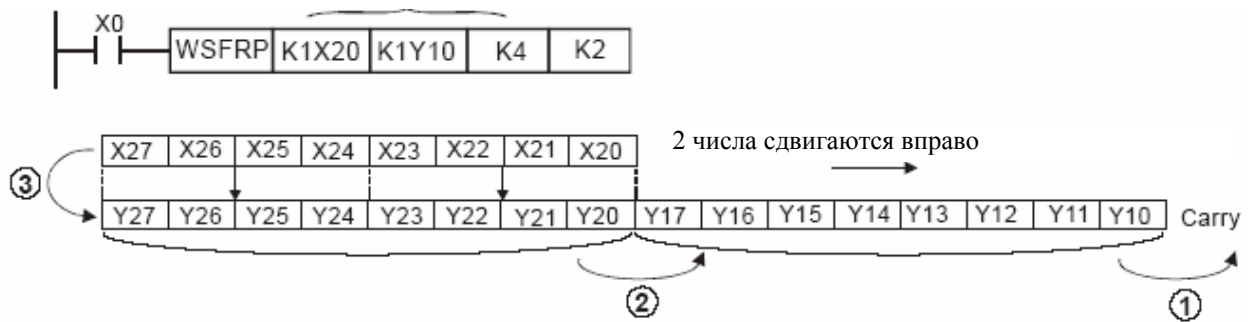 X0
WSFRP K1X20 K1Y10 K4 K2
2 числа сдвигаются вправо
X27 X26 X25 X24 X23 X22 X21 X20
3
Y27 Y26 Y25 Y24 Y23 Y22 Y21 Y20 Y17 Y16 Y15 Y14 Y13 Y12 Y11 Y10 Carry
2 1